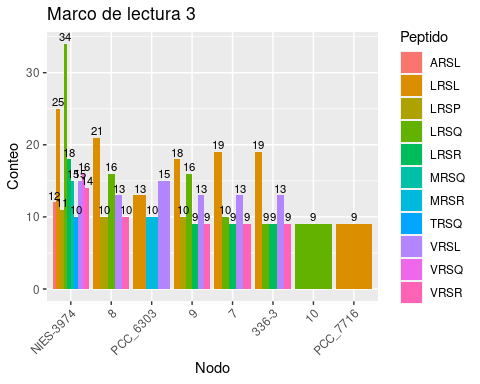 Marco de lectura 3
Conteo
30
20
10
0
12 25 11 34 18 15 10 15 16 14
21 10 16 13 10
13 10 15
18 10 16 9 13 9
19 10 9 13 9
19 9 9 13 9
9
9
NIES-3974 8 PCC_6303 9 7 336-3 10 PCC_7716
Nodo
Peptido
ARSL
LRSL
LRSP
LRSQ
LRSR
MRSQ
MRSR
TRSQ
VRSL
VRSQ
VRSR